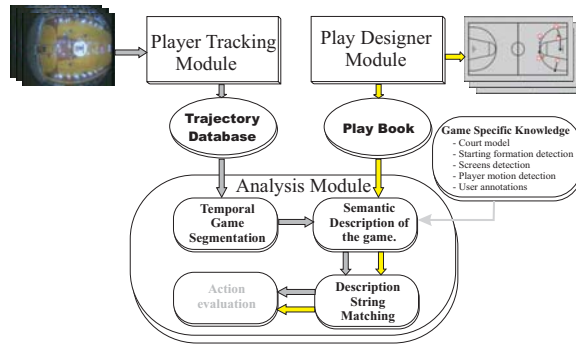 Player Tracking
Module
Play Designer
Module
Trajectory
Database
Play Book
Game Specific Knowledge
- Court model
- Starting formation detection
- Screens detection
- Player motion detection
- User annotations
Analysis Module
Temporal
Game
Segmentation
Semantic
Description of
the game.
Action
evaluation
Description
String
Matching